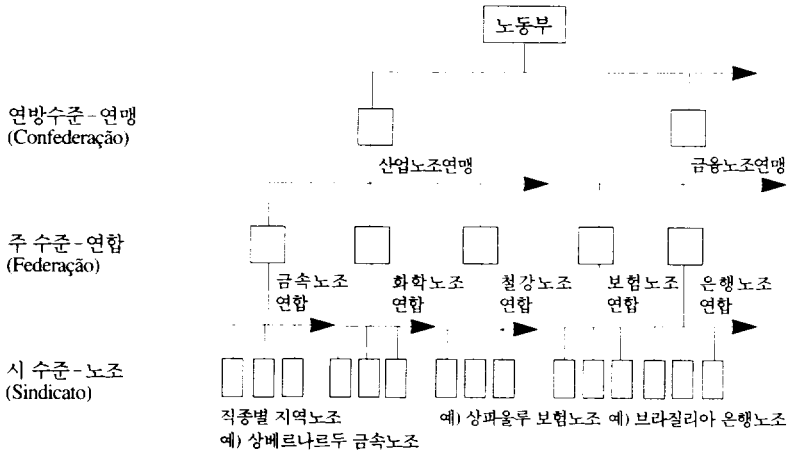 노동부
연방수준-연맹
(Confederação)
산업노조연맹
금융노조연맹
주 수준-연합
(Federação)
금속노조
연합
화학노조
연합
철강노조
연합
보험노조
연합
은행노조
연합
시 수준-노조
(Sindicato)
직종별 지역노조
예) 상베르나르두 금속노조
예) 상파울루 보험노조
예) 브라질리아 은행노조